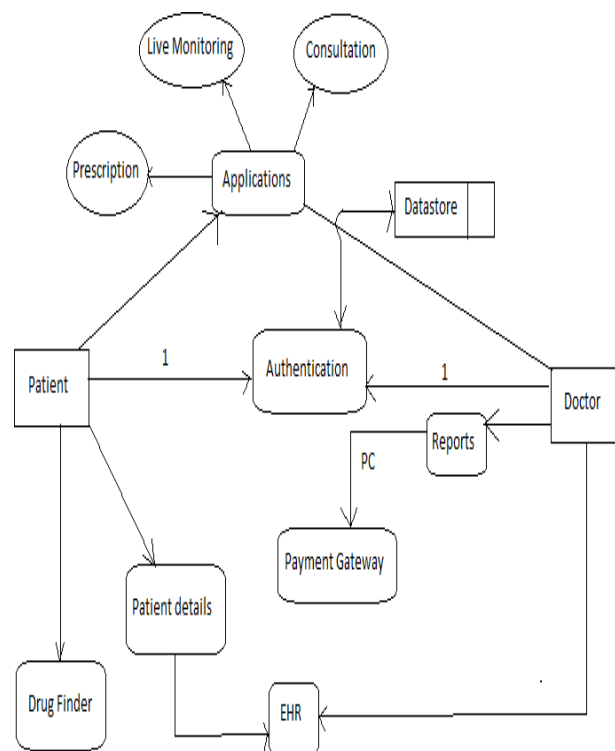 Live Monitoring
Consultation
Prescription
Applications
Datastore
1
Authentication
1
Patient
Doctor
Reports
PC
Payment Gateway
Patient details
Drug Finder
EHR